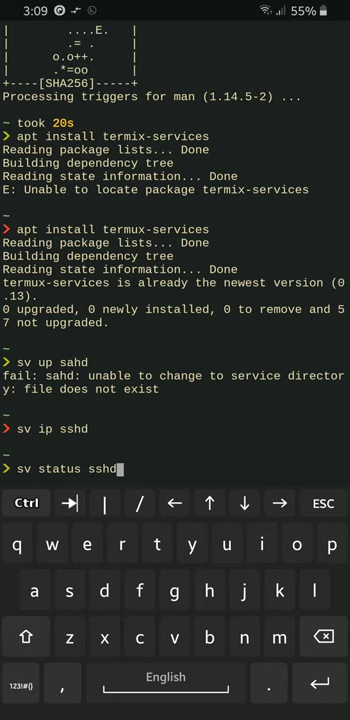 3:09 55%
|       ....E.   |
|       .= .     |
|     o.o++.     |
|     .*=oo      |
+----[SHA256]-----+
Processing triggers for man (1.14.5-2) ...
~ took 20s
> apt install termix-services
Reading package lists... Done
Building dependency tree
Reading state information... Done
E: Unable to locate package termix-services
~
> apt install termux-services
Reading package lists... Done
Building dependency tree
Reading state information... Done
termux-services is already the newest version (0
.13).
0 upgraded, 0 newly installed, 0 to remove and 5
7 not upgraded.
~
> sv up sahd
fail: sahd: unable to change to service director
y: file does not exist
~
> sv ip sshd
~
> sv status sshd
Ctrl | / ← ↑ ↓ → ESC
q w e r t y u i o p
a s d f g h j k l
z x c v b n m
123!#() , English .